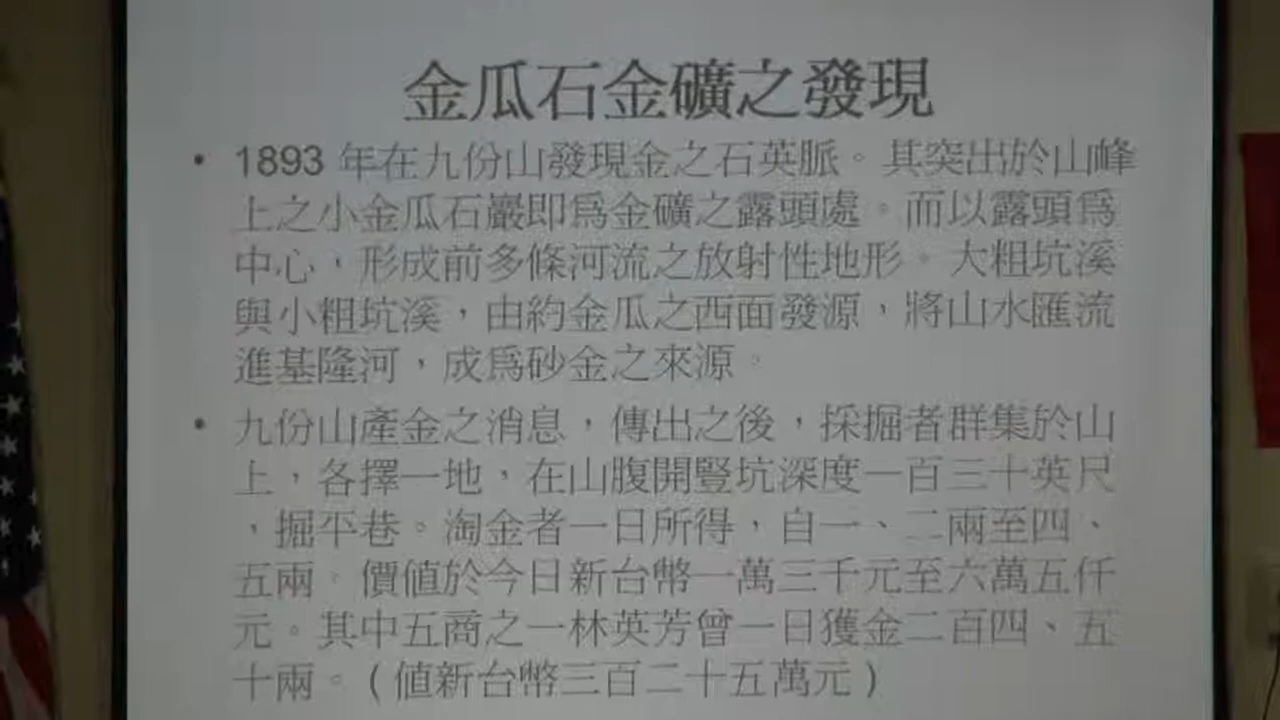 金瓜石金礦之發現
• 1893 年在九份山發現金之石英脈。其突出於山峰
上之小金瓜石巖即為金礦之露頭處。而以露頭為
中心，形成前多條河流之放射性地形。大粗坑溪
與小粗坑溪，由約金瓜之西面發源，將山水匯流
進基隆河，成為砂金之來源。
• 九份山產金之消息，傳出之後，採掘者群集於山
上，各擇一地，在山腹開豎坑深度一百三十英尺
，掘平巷。淘金者一日所得，自一、二兩至四、
五兩。價值於今日新台幣一萬三千元至六萬五仟
元。其中五商之一林英芳曾一日獲金二百四、五
十兩。(值新台幣三百二十五萬元)